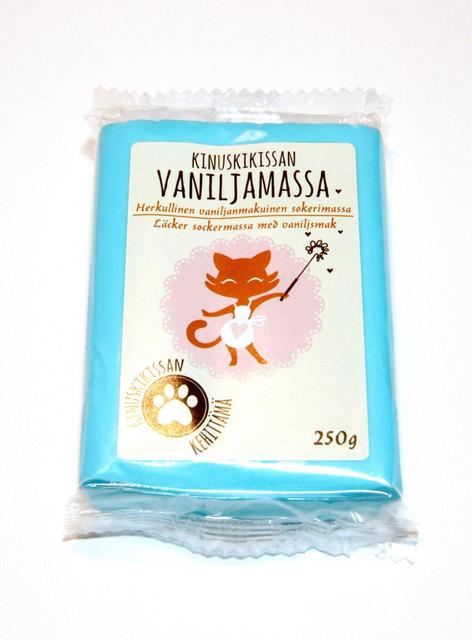 KINUSKIKISSAN
VANILJAMASSA
Herkullinen vaniljanmakuinen sokerimassa
Läcker sockermassa med vaniljsmak
KINUSKIKISSAN
KEHITTÄMÄ
250g